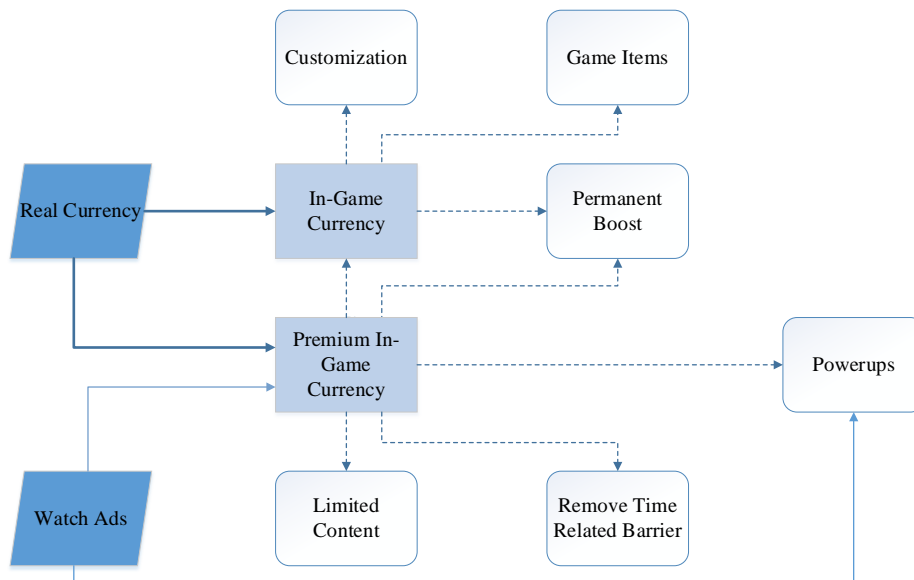 Customization
Game Items
Real Currency
In-Game
Currency
Permanent
Boost
Premium In-
Game
Currency
Powerups
Watch Ads
Limited
Content
Remove Time
Related Barrier